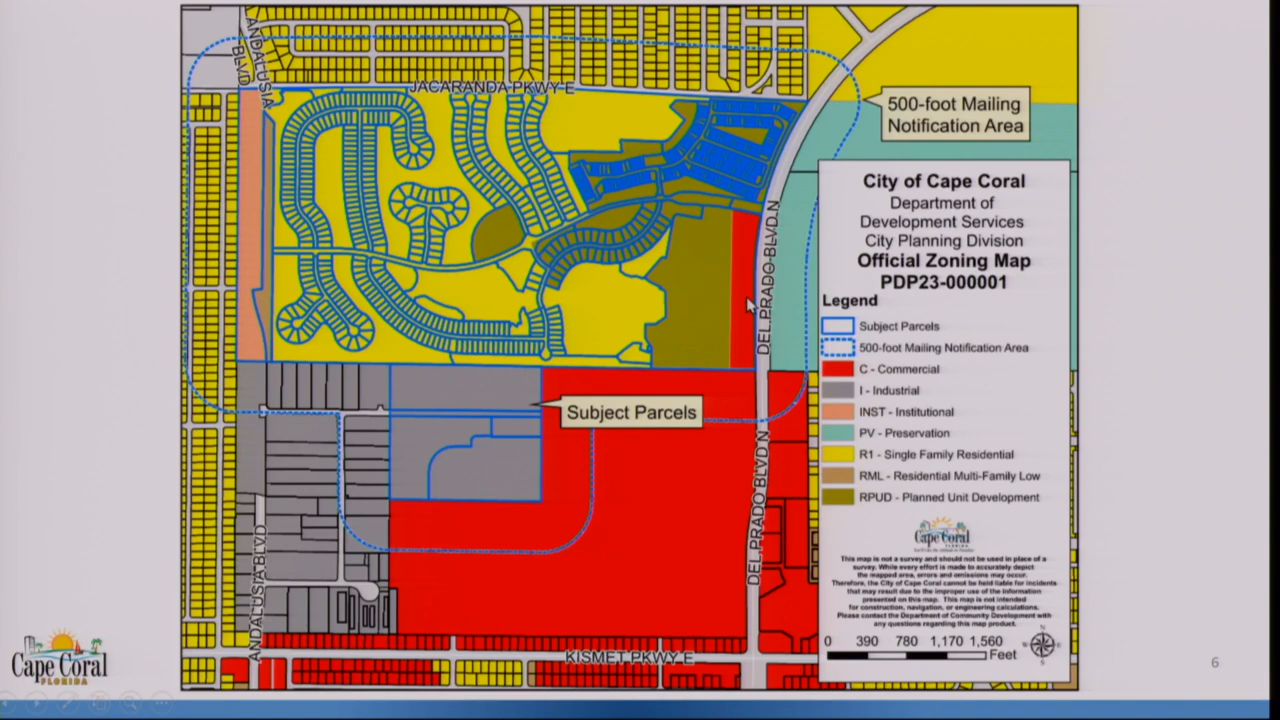 ANDALUSIA
BLVD
JACARANDA PKWY E
500-foot Mailing
Notification Area
City of Cape Coral
Department of
Development Services
City Planning Division
Official Zoning Map
PDP23-000001
Legend
Subject Parcels
500-foot Mailing Notification Area
C - Commercial
I - Industrial
INST - Institutional
PV - Preservation
R1 - Single Family Residential
RML - Residential Multi-Family Low
RPUD - Planned Unit Development
DEL PRADO BLVD N
Subject Parcels
DEL PRADO BLVD N
ANDALUSIA BLVD
KISMET PKWY E
Cape Coral
FLORIDA
This map is not a survey and should not be used in place of a
survey. While every effort is made to accurately depict
the mapped area, errors and emissions may occur.
Therefore, the City of Cape Coral cannot be held liable for incidents
that may result due to the improper use of the information
presented on this map. This map is not intended
for construction, navigation, or engineering calculations.
Please contact the Department of Community Development with
any questions regarding this map product.
0 390 780 1,170 1,560
Feet
N
W E
S
Cape Coral
FLORIDA
6